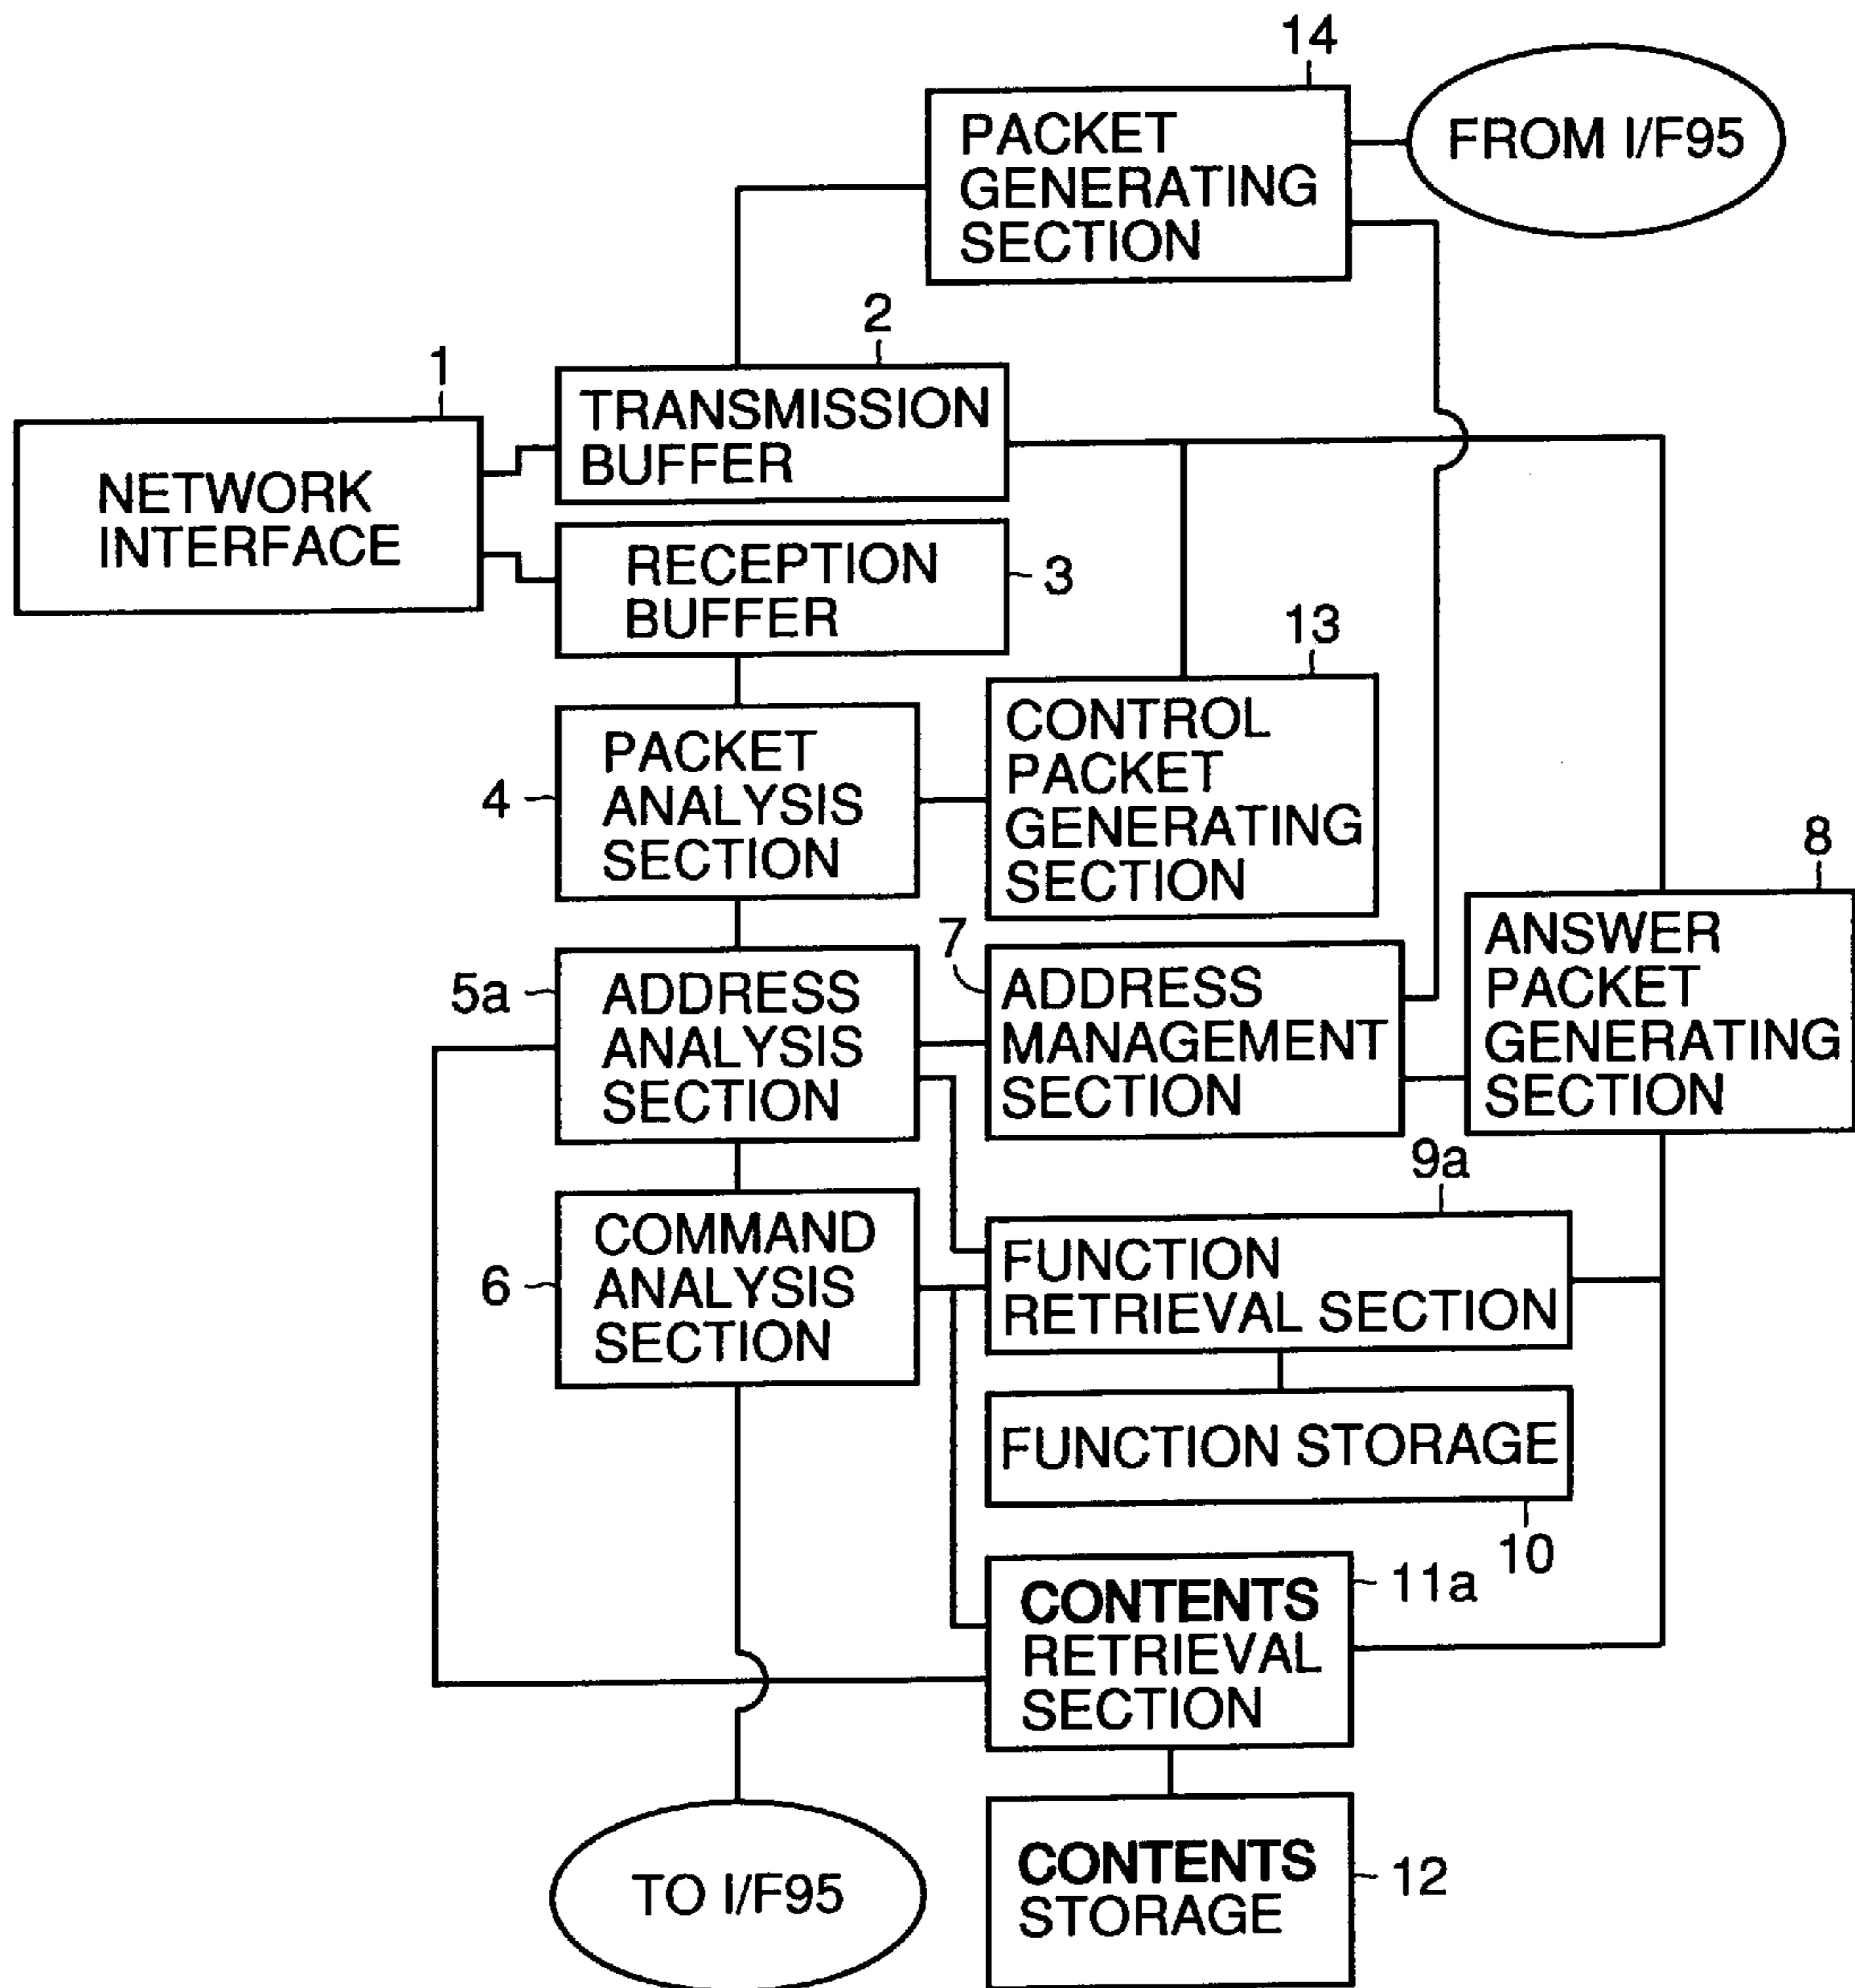 14
PACKET
GENERATING
SECTION
FROM I/F95
2
TRANSMISSION
BUFFER
1
NETWORK
INTERFACE
RECEPTION
BUFFER
3
13
CONTROL
PACKET
GENERATING
SECTION
PACKET
ANALYSIS
SECTION
4
8
ANSWER
PACKET
GENERATING
SECTION
7
ADDRESS
MANAGEMENT
SECTION
5a
ADDRESS
ANALYSIS
SECTION
9a
FUNCTION
RETRIEVAL SECTION
COMMAND
ANALYSIS
SECTION
6
FUNCTION STORAGE
10
CONTENTS
RETRIEVAL
SECTION
11a
CONTENTS
STORAGE
12
TO I/F95